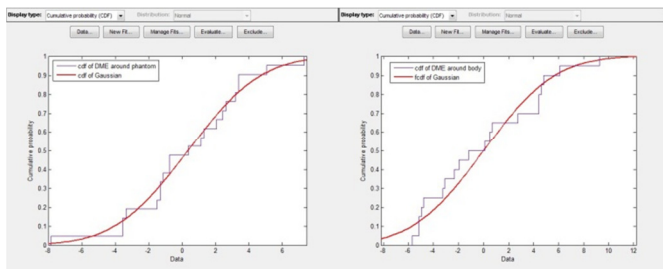 Display type: Cumulative probability (CDF) Distribution: Normal
Data... New Fit... Manage Fits... Evaluate... Exclude...
cdf of DME around phantom
cdf of Gaussian
Cumulative probability
1
0.9
0.8
0.7
0.6
0.5
0.4
0.3
0.2
0.1
0
-8 -6 -4 -2 0 2 4 6
Data
Display type: Cumulative probability (CDF) Distribution: Normal
Data... New Fit... Manage Fits... Evaluate... Exclude...
cdf of DME around body
fcdf of Gaussian
Cumulative probability
1
0.9
0.8
0.7
0.6
0.5
0.4
0.3
0.2
0.1
0
-8 -6 -4 -2 0 2 4 6 8 10 12
Data